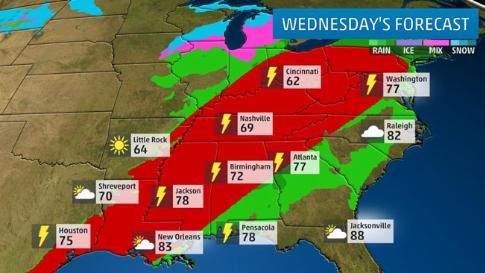 WEDNESDAY'S FORECAST
RAIN ICE MIX SNOW
Cincinnati
62
Washington
77
Nashville
69
Raleigh
82
Little Rock
64
Atlanta
77
Birmingham
72
Shreveport
70
Jackson
78
Houston
75
New Orleans
83
Pensacola
78
Jacksonville
88